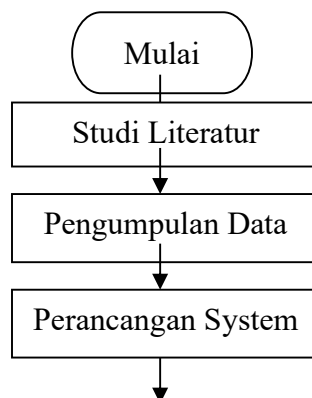 Mulai
Studi Literatur
Pengumpulan Data
Perancangan System